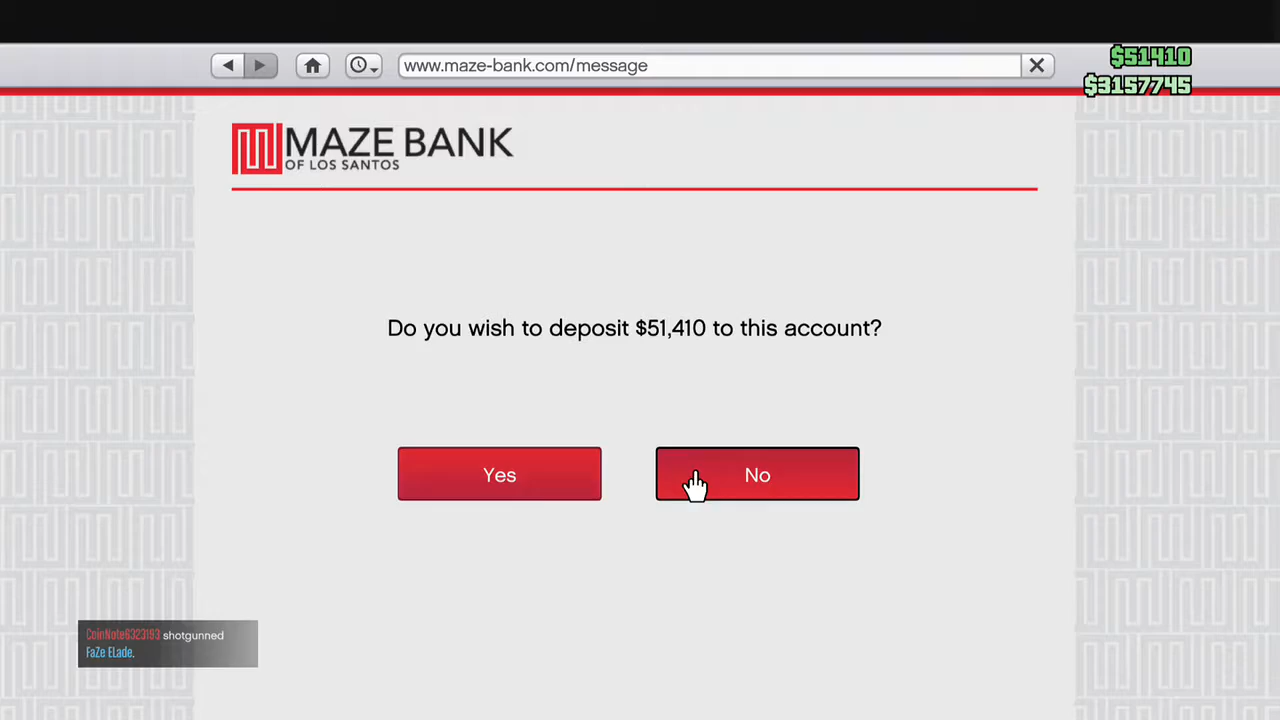 www.maze-bank.com/message
$51410
$3157745
MAZE BANK
OF LOS SANTOS
Do you wish to deposit $51,410 to this account?
Yes
No
CoinNote6323193 shotgunned
FaZe ELade.